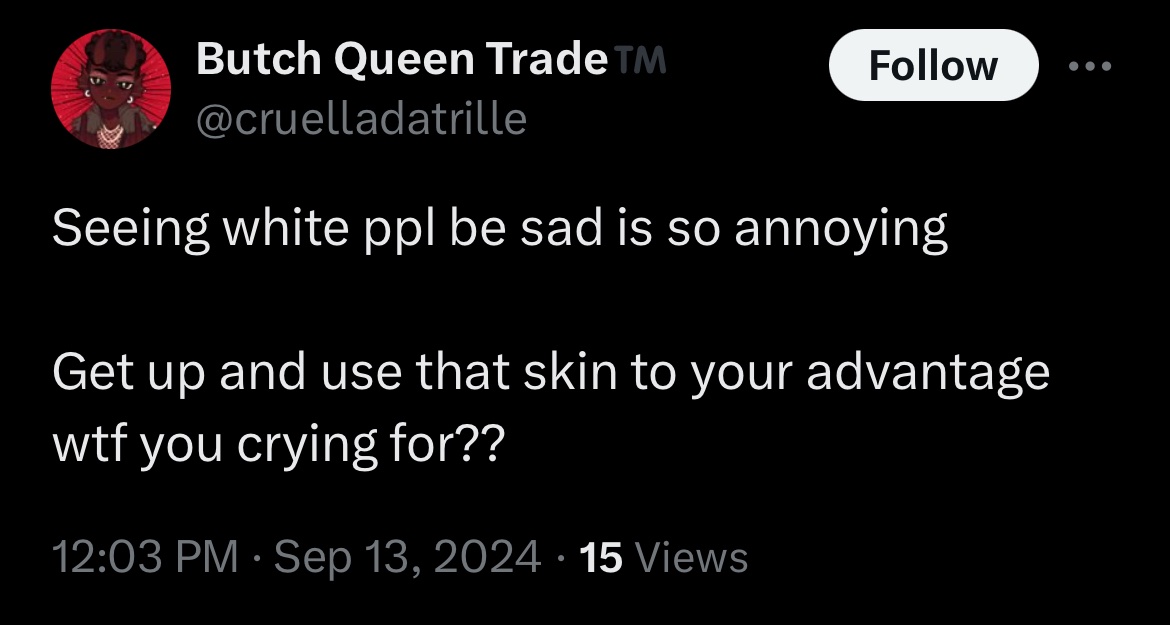 Butch Queen Trade™
Follow
@cruelladatrille
Seeing white ppl be sad is so annoying
Get up and use that skin to your advantage
wtf you crying for??
12:03 PM · Sep 13, 2024 · 15 Views